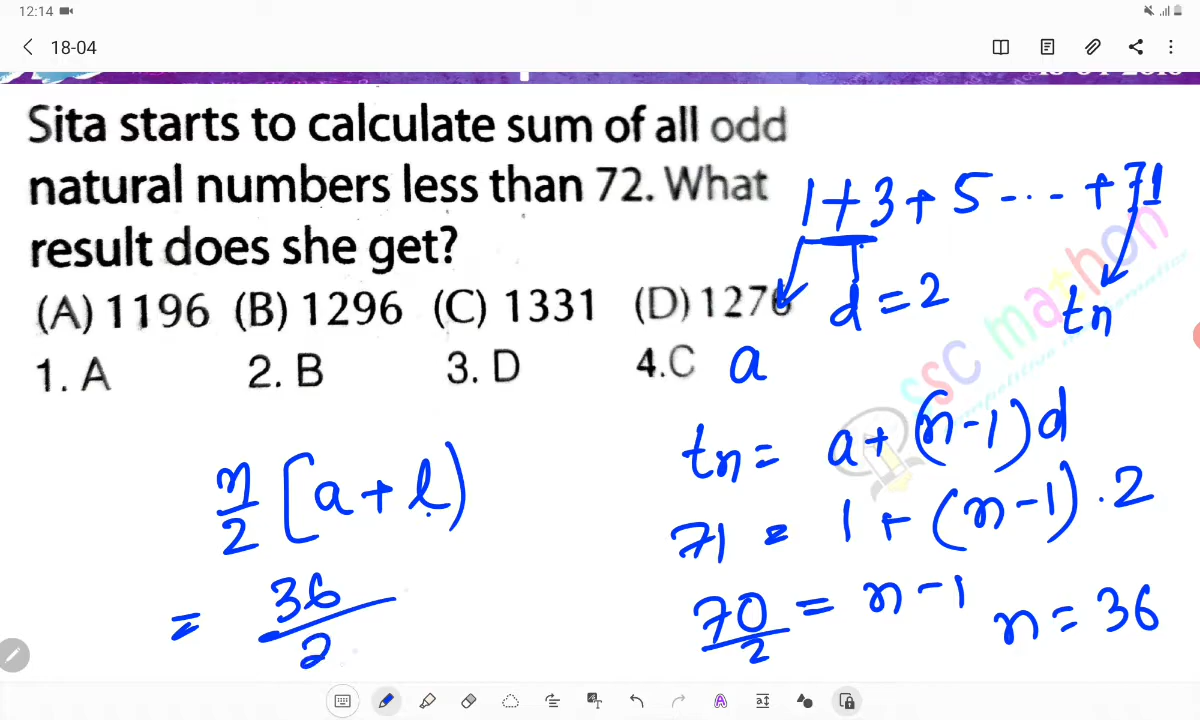 12:14
18-04
Sita starts to calculate sum of all odd
natural numbers less than 72. What
result does she get?
(A) 1196 (B) 1296 (C) 1331 (D) 1276
1. A 2. B 3. D 4.C
1+3+5 -..- +71
d=2
tn
a
tn= a+(n-1)d
71 = 1+(n-1).2
70/2 = n-1 n=36
n/2 [a+l)
= 36/2
SSC mathon